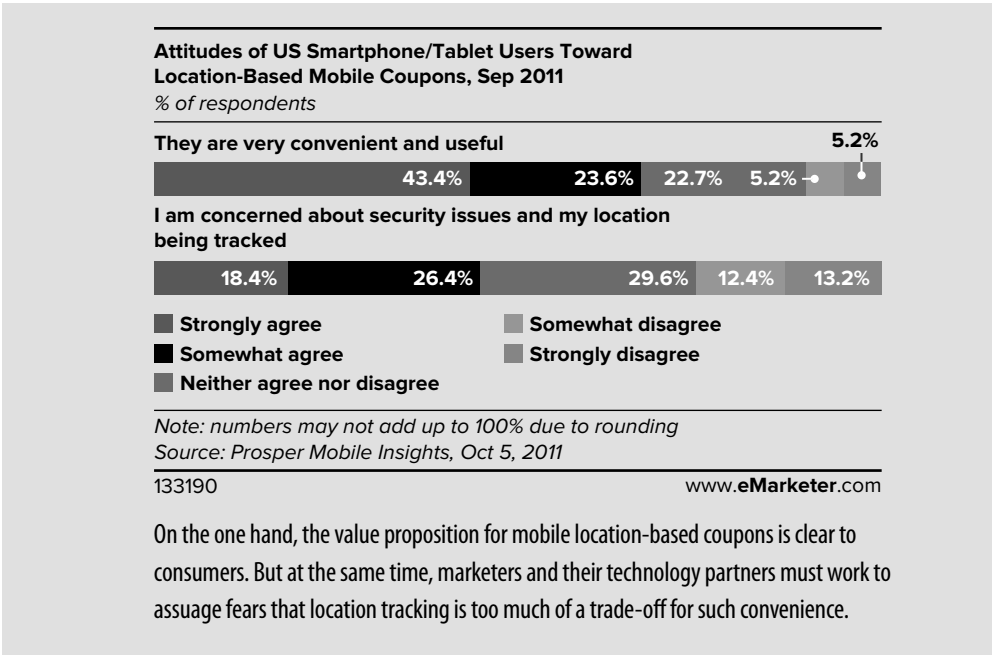 Attitudes of US Smartphone/Tablet Users Toward
Location-Based Mobile Coupons, Sep 2011
% of respondents
They are very convenient and useful
5.2%
43.4% 23.6% 22.7% 5.2%
I am concerned about security issues and my location
being tracked
18.4% 26.4% 29.6% 12.4% 13.2%
Strongly agree
Somewhat agree
Neither agree nor disagree
Somewhat disagree
Strongly disagree
Note: numbers may not add up to 100% due to rounding
Source: Prosper Mobile Insights, Oct 5, 2011
133190 www.eMarketer.com
On the one hand, the value proposition for mobile location-based coupons is clear to
consumers. But at the same time, marketers and their technology partners must work to
assuage fears that location tracking is too much of a trade-off for such convenience.